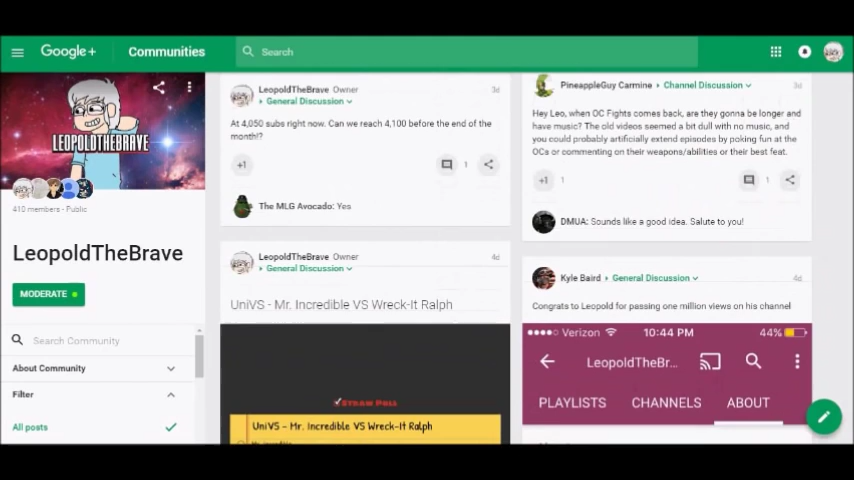 Google+ Communities Search
LEOPOLDTHEBRAVE
410 members - Public
LeopoldTheBrave
MODERATE
Search Community
About Community
Filter
All posts
LeopoldTheBrave Owner 3d
General Discussion
At 4,050 subs right now. Can we reach 4,100 before the end of the
month!?
+1 1
The MLG Avocado: Yes
LeopoldTheBrave Owner 4d
General Discussion
UniVS - Mr. Incredible VS Wreck-It Ralph
STRAW POLL
UniVS - Mr. Incredible VS Wreck-It Ralph
PineappleGuy Carmine Channel Discussion 3d
Hey Leo, when OC Fights comes back, are they gonna be longer and
have music? The old videos seemed a bit dull with no music, and
you could probably artificially extend episodes by poking fun at the
OCs or commenting on their weapons/abilities or their best feat.
+1 1 1
DMUA: Sounds like a good idea. Salute to you!
Kyle Baird General Discussion 4d
Congrats to Leopold for passing one million views on his channel
Verizon 10:44 PM 44%
LeopoldTheBr...
PLAYLISTS CHANNELS ABOUT